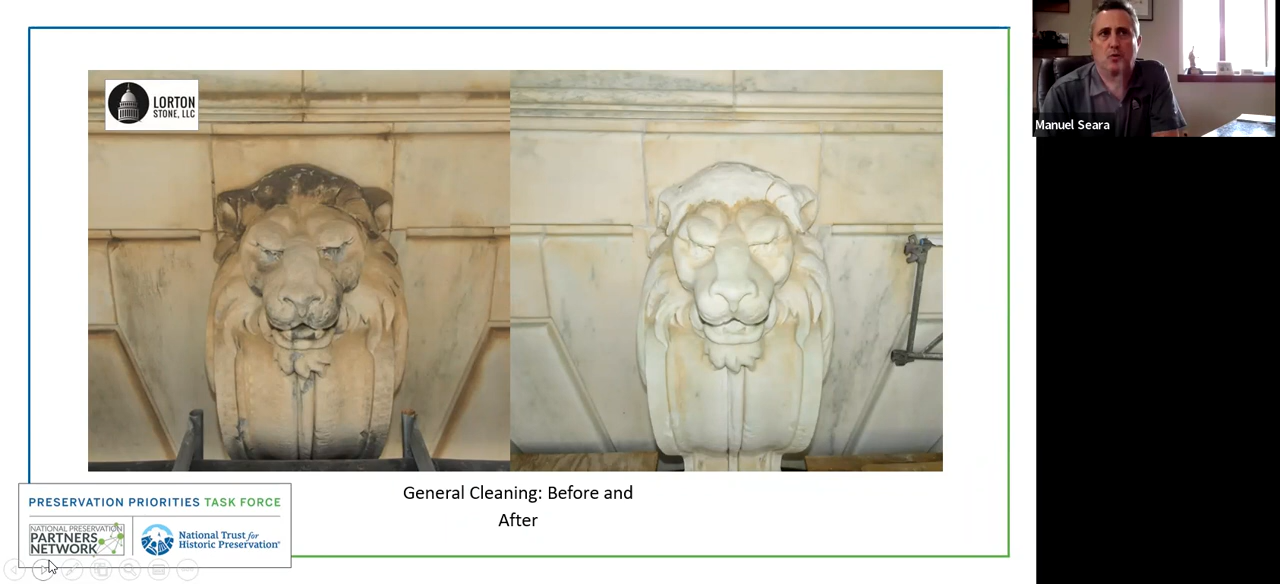 LORTON
STONE, LLC
Manuel Seara
General Cleaning: Before and
After
PRESERVATION PRIORITIES TASK FORCE
NATIONAL PRESERVATION
PARTNERS
NETWORK
National Trust for
Historic Preservation®